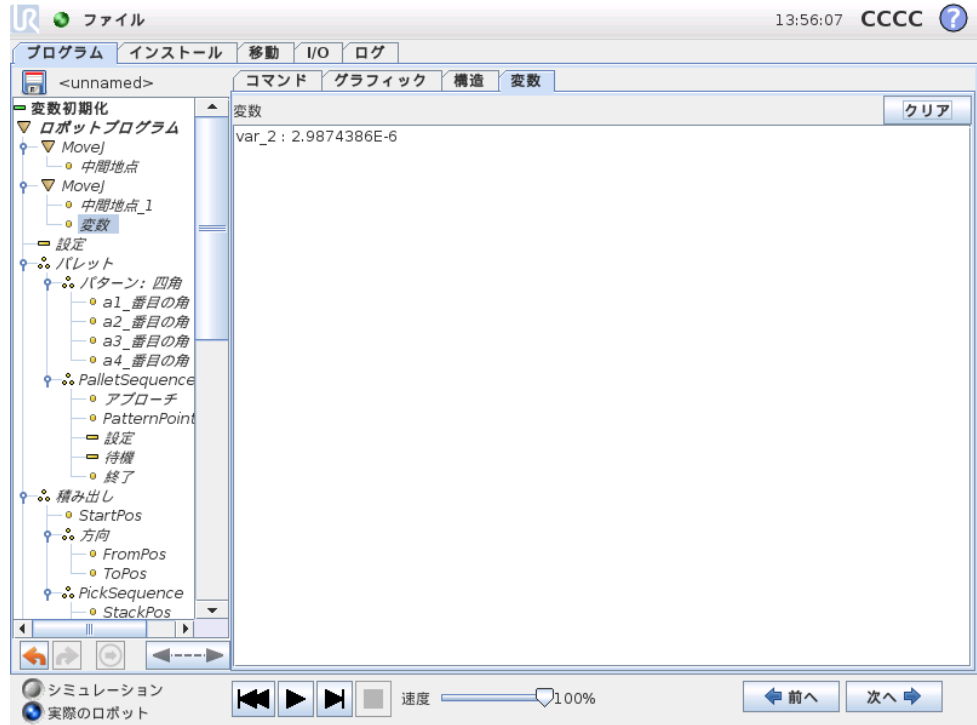 UR ファイル 13:56:07 CCCC ?
プログラム インストール 移動 I/O ログ
<unnamed> コマンド グラフィック 構造 変数
変数初期化
変数 クリア
ロボットプログラム
var_2 : 2.9874386E-6
MoveJ
中間地点
MoveJ
中間地点_1
変数
設定
パレット
パターン: 四角
a1_番目の角
a2_番目の角
a3_番目の角
a4_番目の角
PalletSequence
アプローチ
PatternPoint
設定
待機
終了
積み出し
StartPos
方向
FromPos
ToPos
PickSequence
StackPos
シミュレーション
実際のロボット
速度 100% 前へ 次へ